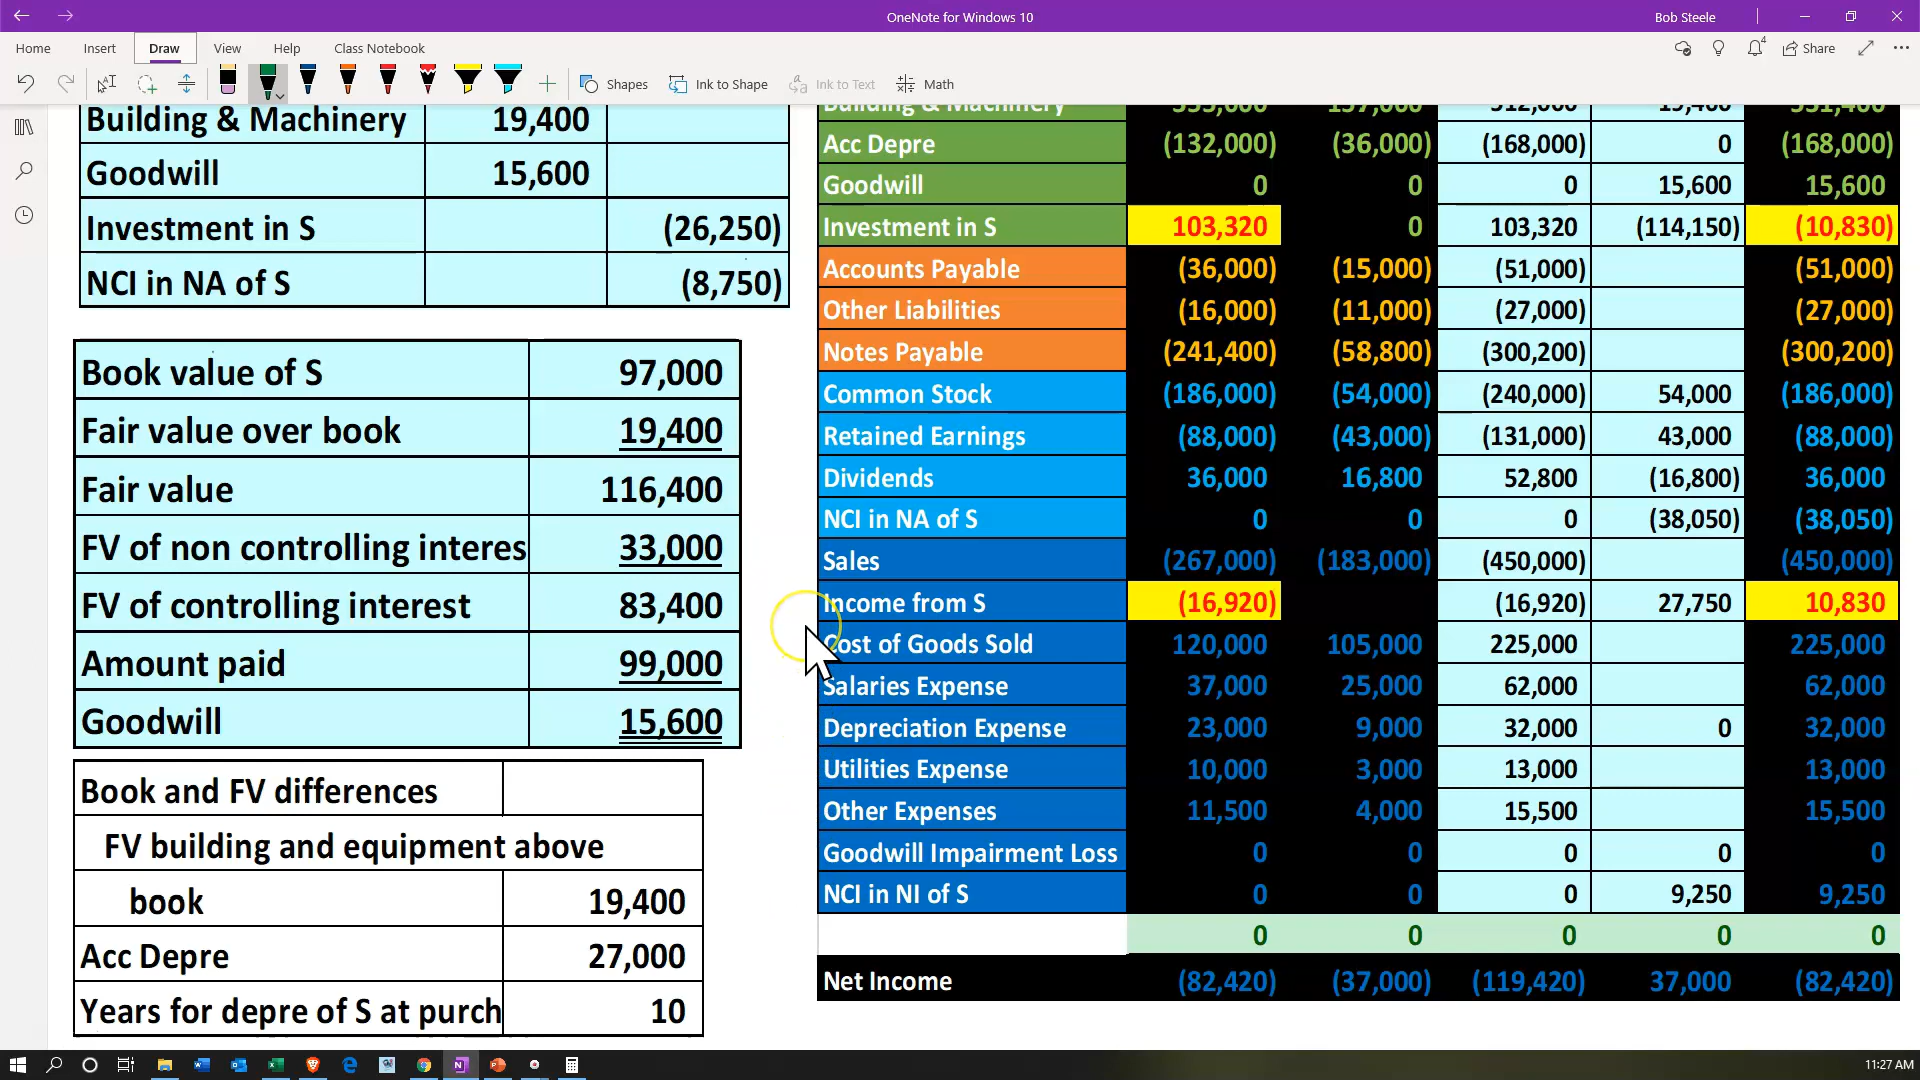 OneNote for Windows 10
Bob Steele
Home Insert Draw View Help Class Notebook
4 Share
Shapes Ink to Shape Ink to Text Math
Building & Machinery 19,400
Goodwill 15,600
Investment in S (26,250)
NCI in NA of S (8,750)
Book value of S 97,000
Fair value over book 19,400
Fair value 116,400
FV of non controlling interes 33,000
FV of controlling interest 83,400
Amount paid 99,000
Goodwill 15,600
Book and FV differences
FV building and equipment above
book 19,400
Acc Depre 27,000
Years for depre of S at purch 10
Building & Machinery 19,400
Acc Depre (132,000) (36,000) (168,000) 0 (168,000)
Goodwill 0 0 0 15,600 15,600
Investment in S 103,320 0 103,320 (114,150) (10,830)
Accounts Payable (36,000) (15,000) (51,000) (51,000)
Other Liabilities (16,000) (11,000) (27,000) (27,000)
Notes Payable (241,400) (58,800) (300,200) (300,200)
Common Stock (186,000) (54,000) (240,000) 54,000 (186,000)
Retained Earnings (88,000) (43,000) (131,000) 43,000 (88,000)
Dividends 36,000 16,800 52,800 (16,800) 36,000
NCI in NA of S 0 0 0 (38,050) (38,050)
Sales (267,000) (183,000) (450,000) (450,000)
Income from S (16,920) (16,920) 27,750 10,830
Cost of Goods Sold 120,000 105,000 225,000 225,000
Salaries Expense 37,000 25,000 62,000 62,000
Depreciation Expense 23,000 9,000 32,000 0 32,000
Utilities Expense 10,000 3,000 13,000 13,000
Other Expenses 11,500 4,000 15,500 15,500
Goodwill Impairment Loss 0 0 0 0 0
NCI in NI of S 0 0 0 9,250 9,250
0 0 0 0 0
Net Income (82,420) (37,000) (119,420) 37,000 (82,420)
11:27 AM